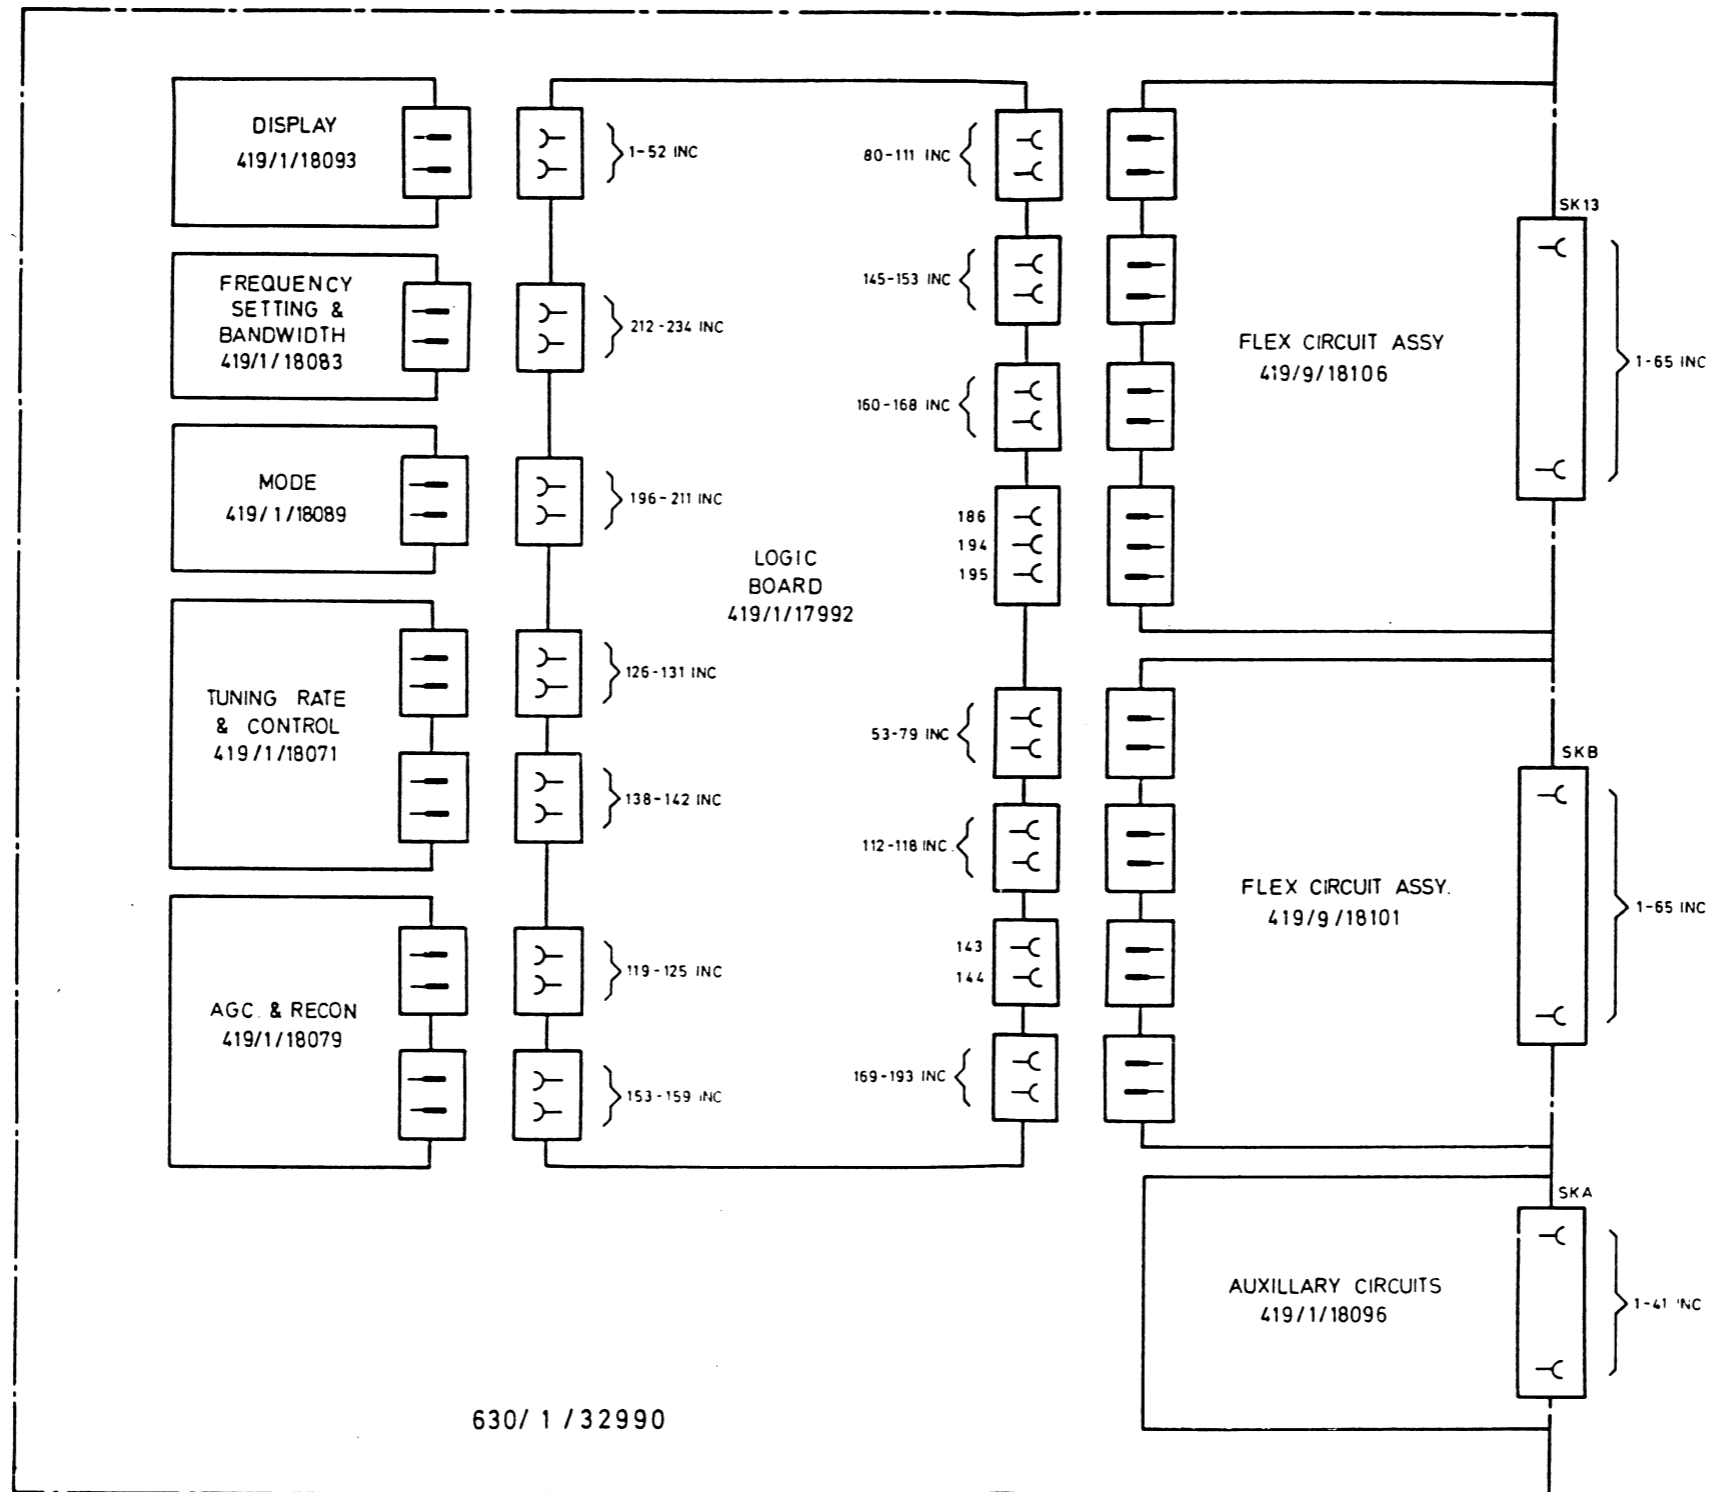 DISPLAY
419/1/18093
FREQUENCY
SETTING &
BANDWIDTH
419/1/18083
MODE
419/1/18089
TUNING RATE
& CONTROL
419/1/18071
AGC. & RECON
419/1/18079
1-52 INC
212-234 INC
196-211 INC
126-131 INC
138-142 INC
119-125 INC
153-159 INC
LOGIC
BOARD
419/1/17992
80-111 INC
145-153 INC
160-168 INC
186
194
195
53-79 INC
112-118 INC.
143
144
169-193 INC
FLEX CIRCUIT ASSY
419/9/18106
SK13
1-65 INC
FLEX CIRCUIT ASSY.
419/9/18101
SKB
1-65 INC
AUXILLARY CIRCUITS
419/1/18096
SKA
1-41 INC
630/1/32990